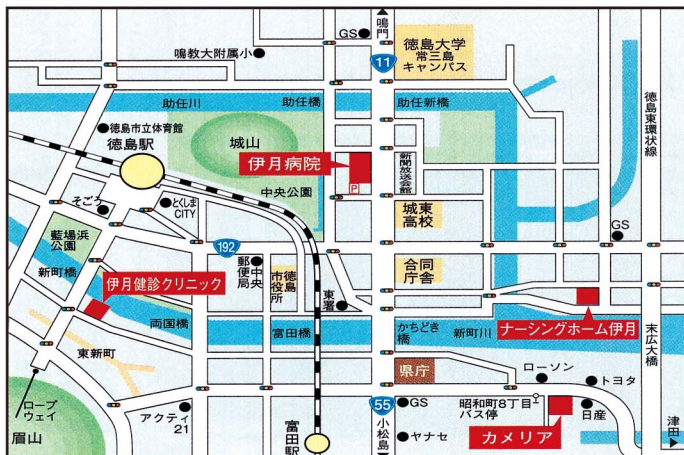 GS
鳴門
鳴教大附属小
11
徳島大学
常三島
キャンパス
助任川
助任橋
助任新橋
徳島東環状線
徳島市立体育館
徳島駅
城山
伊月病院
P
新聞放送会館
中央公園
そごう
とくしま
CITY
城東
高校
GS
藍場浜
公園
192
中央
郵便局
徳島
市役所
合同
庁舎
新町橋
伊月健診クリニック
東署
ナーシングホーム伊月
両国橋
富田橋
かちどき
橋
新町川
末広大橋
東新町
県庁
ローソン
トヨタ
ロープ
ウェイ
アクティ
21
55
GS
昭和町8丁目
バス停
日産
眉山
富田駅
小松島
ヤナセ
カメリア
津田